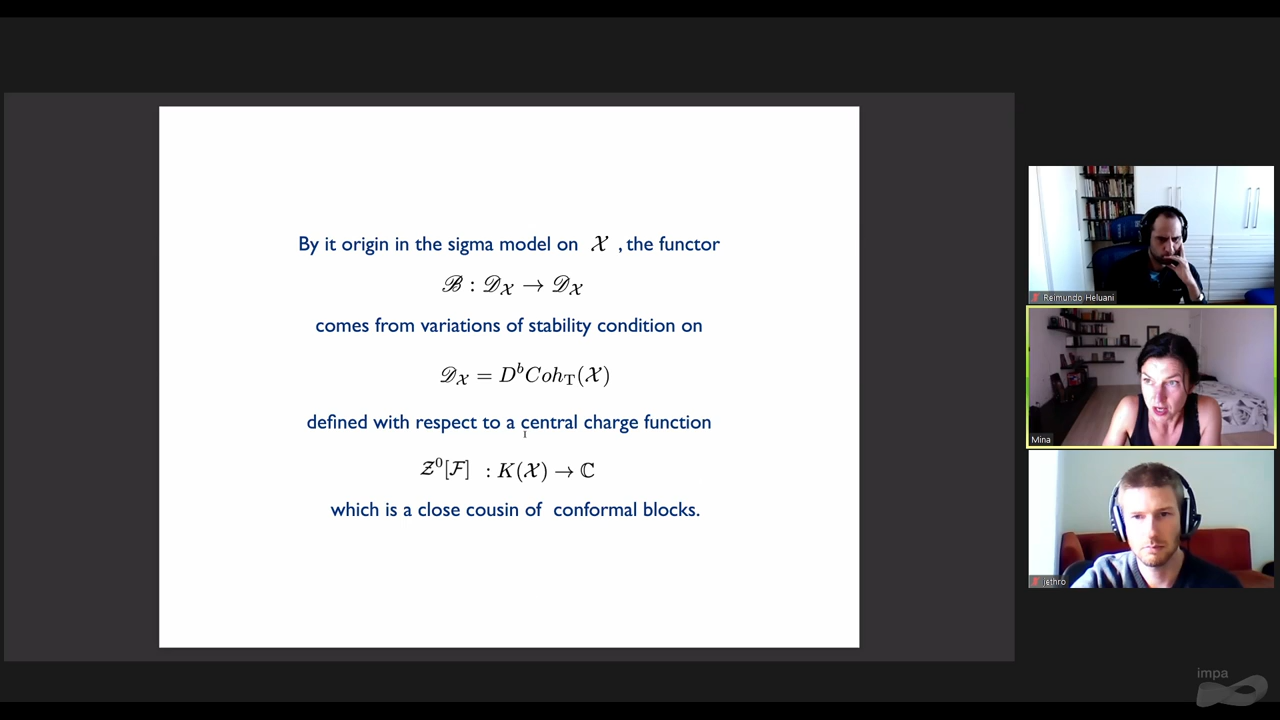 By it origin in the sigma model on 𝒳 , the functor
ℬ : 𝒟_𝒳 → 𝒟_𝒳
comes from variations of stability condition on
𝒟_𝒳 = D^b Coh_T(𝒳)
defined with respect to a central charge function
𝒵^0[ℱ] : K(𝒳) → ℂ
which is a close cousin of conformal blocks.
Reimundo Heluani
Mina
jethro
impa